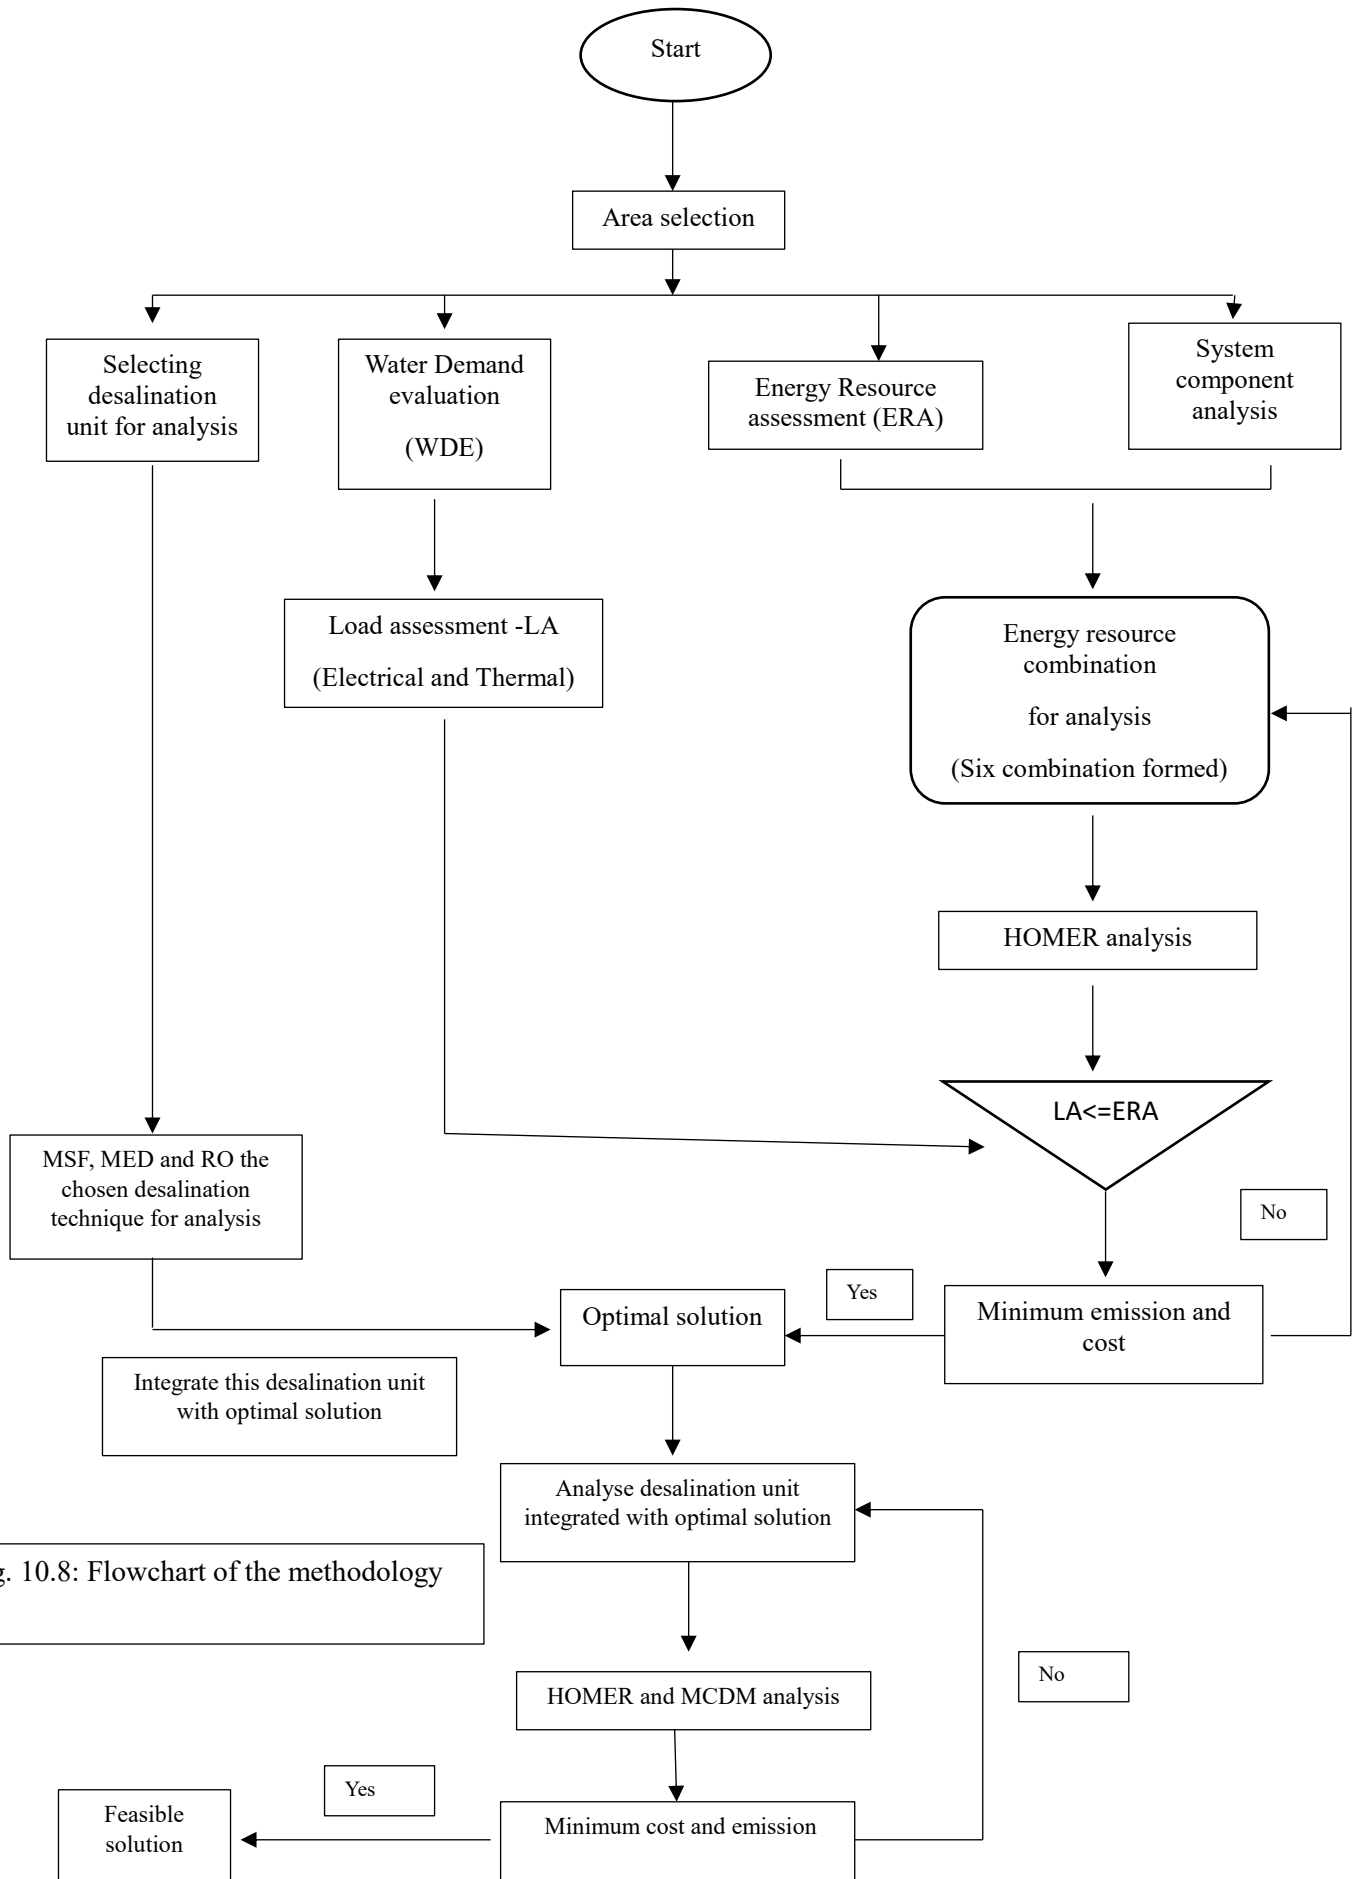 Start
Area selection
Selecting
desalination
unit for analysis
Water Demand
evaluation
(WDE)
Energy Resource
assessment (ERA)
System
component
analysis
Load assessment -LA
(Electrical and Thermal)
Energy resource
combination
for analysis
(Six combination formed)
HOMER analysis
LA<=ERA
MSF, MED and RO the
chosen desalination
technique for analysis
No
Yes
Optimal solution
Minimum emission and
cost
Integrate this desalination unit
with optimal solution
Analyse desalination unit
integrated with optimal solution
g. 10.8: Flowchart of the methodology
No
HOMER and MCDM analysis
Yes
Feasible
solution
Minimum cost and emission